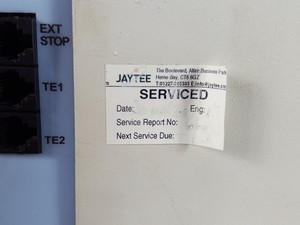 EXT
STOP
TE1
TE2
JAYTEE
The Boulevard, Altira Business Park
Herne Bay, CT6 6GZ
SERVICED
Date:
Eng:
Service Report No:
Next Service Due: